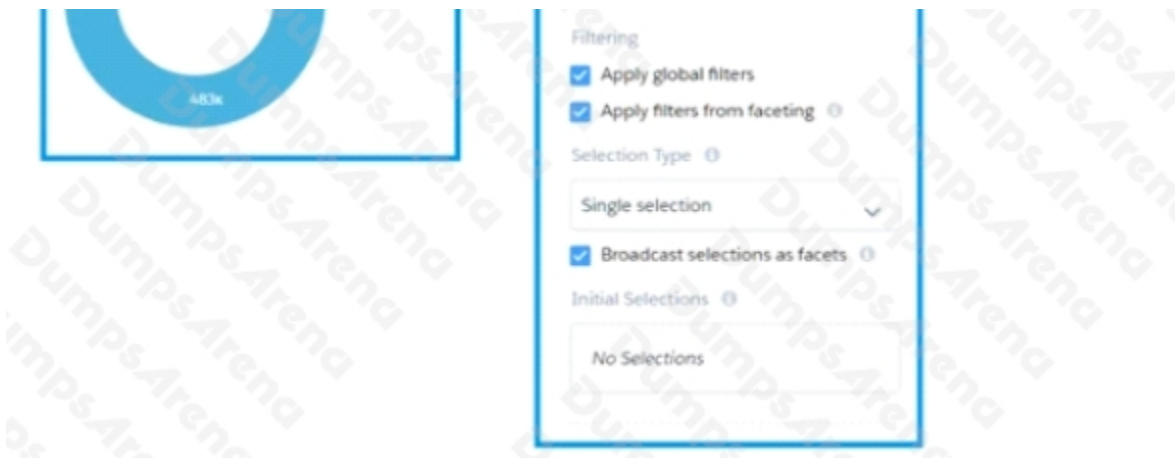 Filtering
Apply global filters
483K
Apply filters from faceting
Selection Type
Single selection
Broadcast selections as facets
Initial Selections
No Selections
DumpsArena